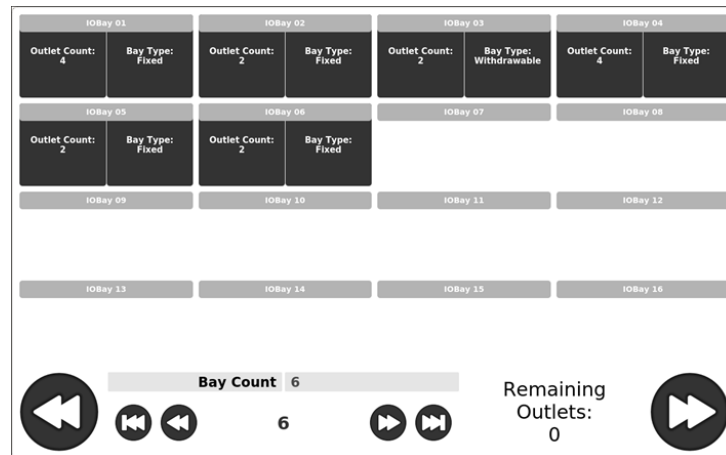 IOBay 01
IOBay 02
IOBay 03
IOBay 04
Outlet Count:
4
Bay Type:
Fixed
Outlet Count:
2
Bay Type:
Fixed
Outlet Count:
2
Bay Type:
Withdrawable
Outlet Count:
4
Bay Type:
Fixed
IOBay 05
IOBay 06
IOBay 07
IOBay 08
Outlet Count:
2
Bay Type:
Fixed
Outlet Count:
2
Bay Type:
Fixed
IOBay 09
IOBay 10
IOBay 11
IOBay 12
IOBay 13
IOBay 14
IOBay 15
IOBay 16
Bay Count 6
6
Remaining
Outlets:
0